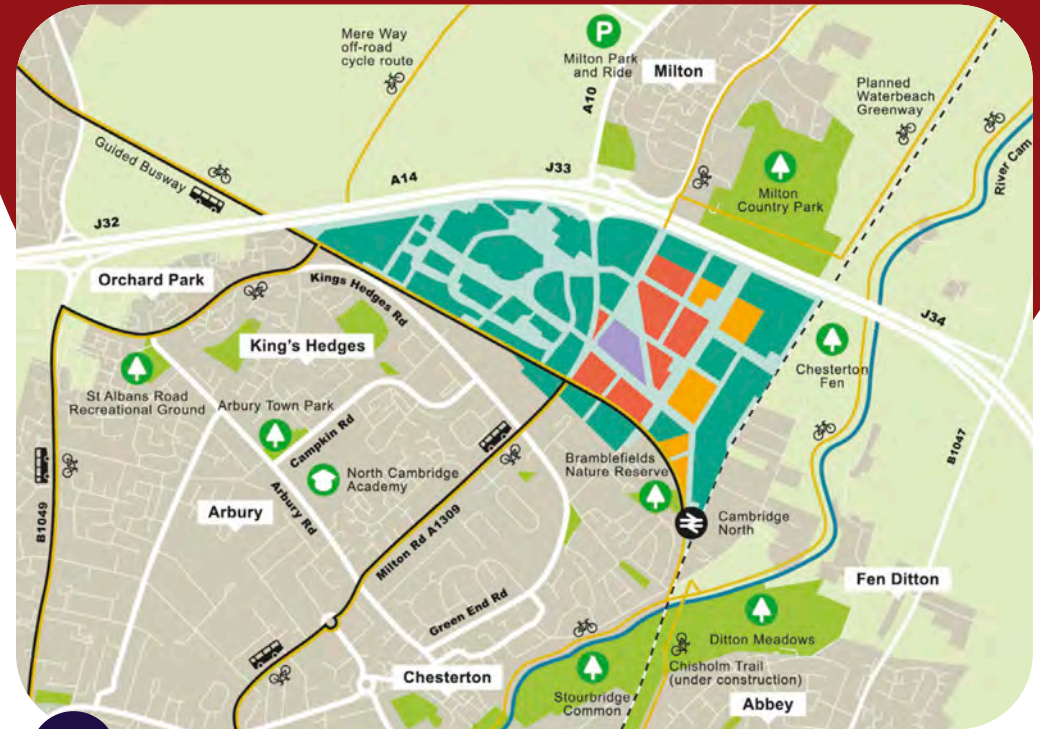 Mere Way
off-road
cycle route
P
Milton Park
and Ride
Milton
A10
Planned
Waterbeach
Greenway
River Cam
Guided Busway
A14
J33
Milton
Country Park
J32
Orchard Park
Kings Hedges Rd
J34
King's Hedges
Chesterton
Fen
St Albans Road
Recreational Ground
Arbury Town Park
Campkin Rd
B1047
Bramblefields
Nature Reserve
North Cambridge
Academy
B1049
Arbury
Arbury Rd
Milton Rd A1309
Cambridge
North
Fen Ditton
Green End Rd
Ditton Meadows
Chesterton
Chisholm Trail
(under construction)
Stourbridge
Common
Abbey